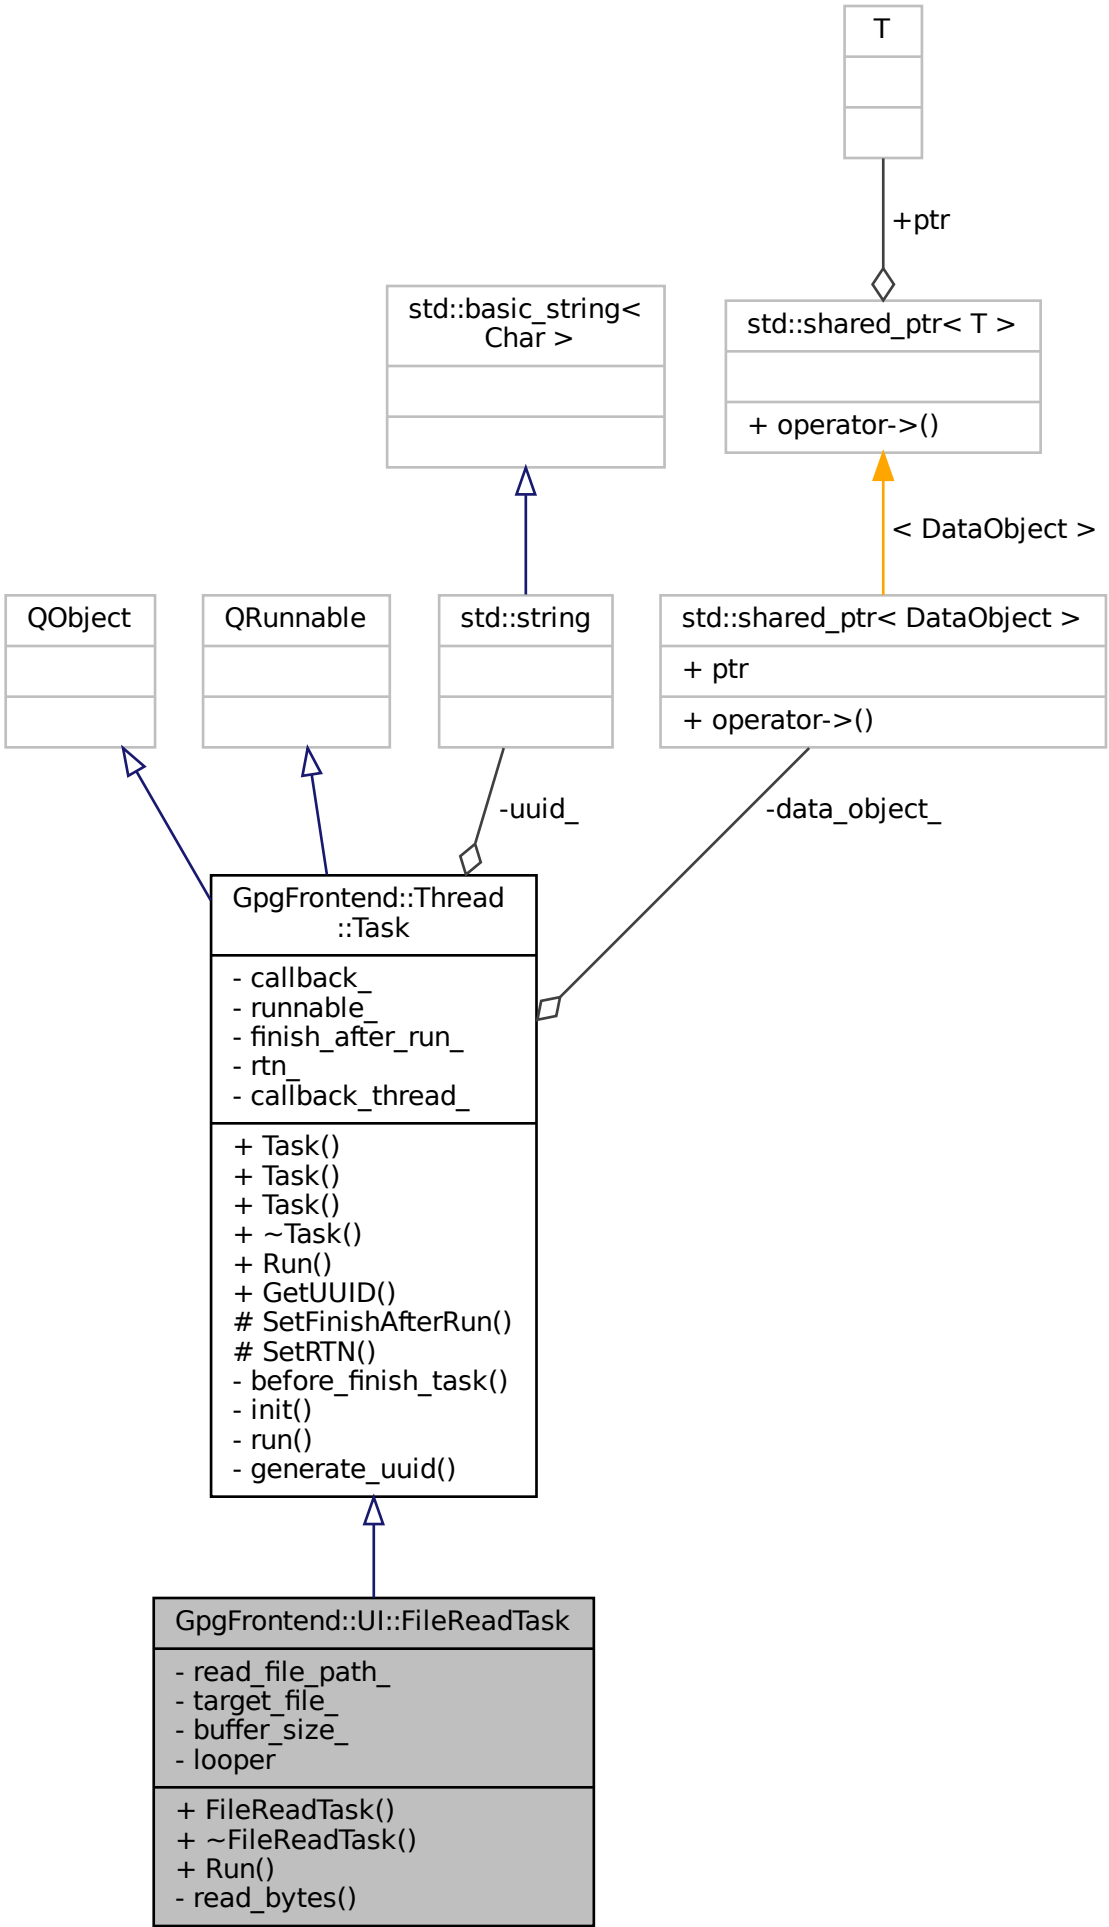 T
+ptr
std::basic_string<
Char >
std::shared_ptr< T >
+ operator->()
< DataObject >
QObject
QRunnable
std::string
std::shared_ptr< DataObject >
+ ptr
+ operator->()
-uuid_
-data_object_
GpgFrontend::Thread
::Task
- callback_
- runnable_
- finish_after_run_
- rtn_
- callback_thread_
+ Task()
+ Task()
+ Task()
+ ~Task()
+ Run()
+ GetUUID()
# SetFinishAfterRun()
# SetRTN()
- before_finish_task()
- init()
- run()
- generate_uuid()
GpgFrontend::UI::FileReadTask
- read_file_path_
- target_file_
- buffer_size_
- looper
+ FileReadTask()
+ ~FileReadTask()
+ Run()
- read_bytes()